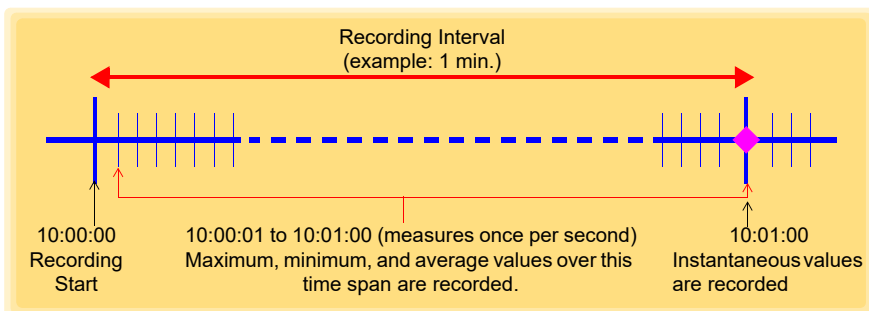 Recording Interval
(example: 1 min.)
10:00:00
Recording
Start
10:00:01 to 10:01:00 (measures once per second)
Maximum, minimum, and average values over this
time span are recorded.
10:01:00
Instantaneous values
are recorded